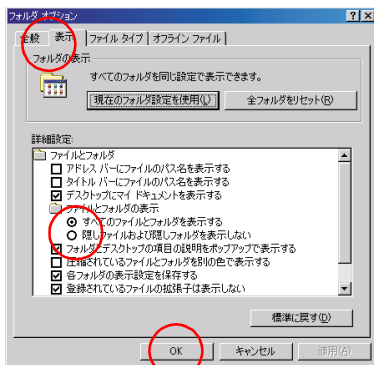 フォルダ オプション
全般 表示 ファイル タイプ オフライン ファイル
フォルダの表示
すべてのフォルダを同じ設定で表示できます。
現在のフォルダ設定を使用(L) 全フォルダをリセット(R)
詳細設定:
ファイルとフォルダ
アドレス バーにファイルのパス名を表示する
タイトル バーにファイルのパス名を表示する
デスクトップにマイ ドキュメントを表示する
ファイルとフォルダの表示
すべてのファイルとフォルダを表示する
隠しファイルおよび隠しフォルダを表示しない
フォルダとデスクトップの項目の説明をポップアップで表示する
圧縮されているファイルとフォルダを別の色で表示する
各フォルダの表示設定を保存する
登録されているファイルの拡張子は表示しない
標準に戻す(D)
OK キャンセル 適用(A)